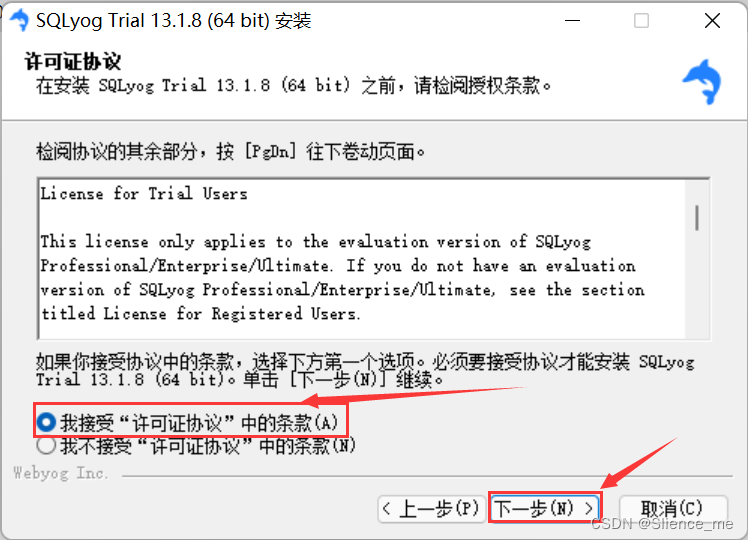 SQLyog Trial 13.1.8 (64 bit) 安装
许可证协议
在安装 SQLyog Trial 13.1.8 (64 bit) 之前，请检阅授权条款。
检阅协议的其余部分，按 [PgDn] 往下卷动页面。
License for Trial Users
This license only applies to the evaluation version of SQLyog
Professional/Enterprise/Ultimate. If you do not have an evaluation
version of SQLyog Professional/Enterprise/Ultimate, see the section
titled License for Registered Users.
如果你接受协议中的条款，选择下方第一个选项。必须要接受协议才能安装 SQLyog
Trial 13.1.8 (64 bit)。单击 [下一步(N)] 继续。
我接受“许可证协议”中的条款(A)
我不接受“许可证协议”中的条款(N)
Webyog Inc.
< 上一步(P) 下一步(N) > 取消(C)
CSDN @Slience_me